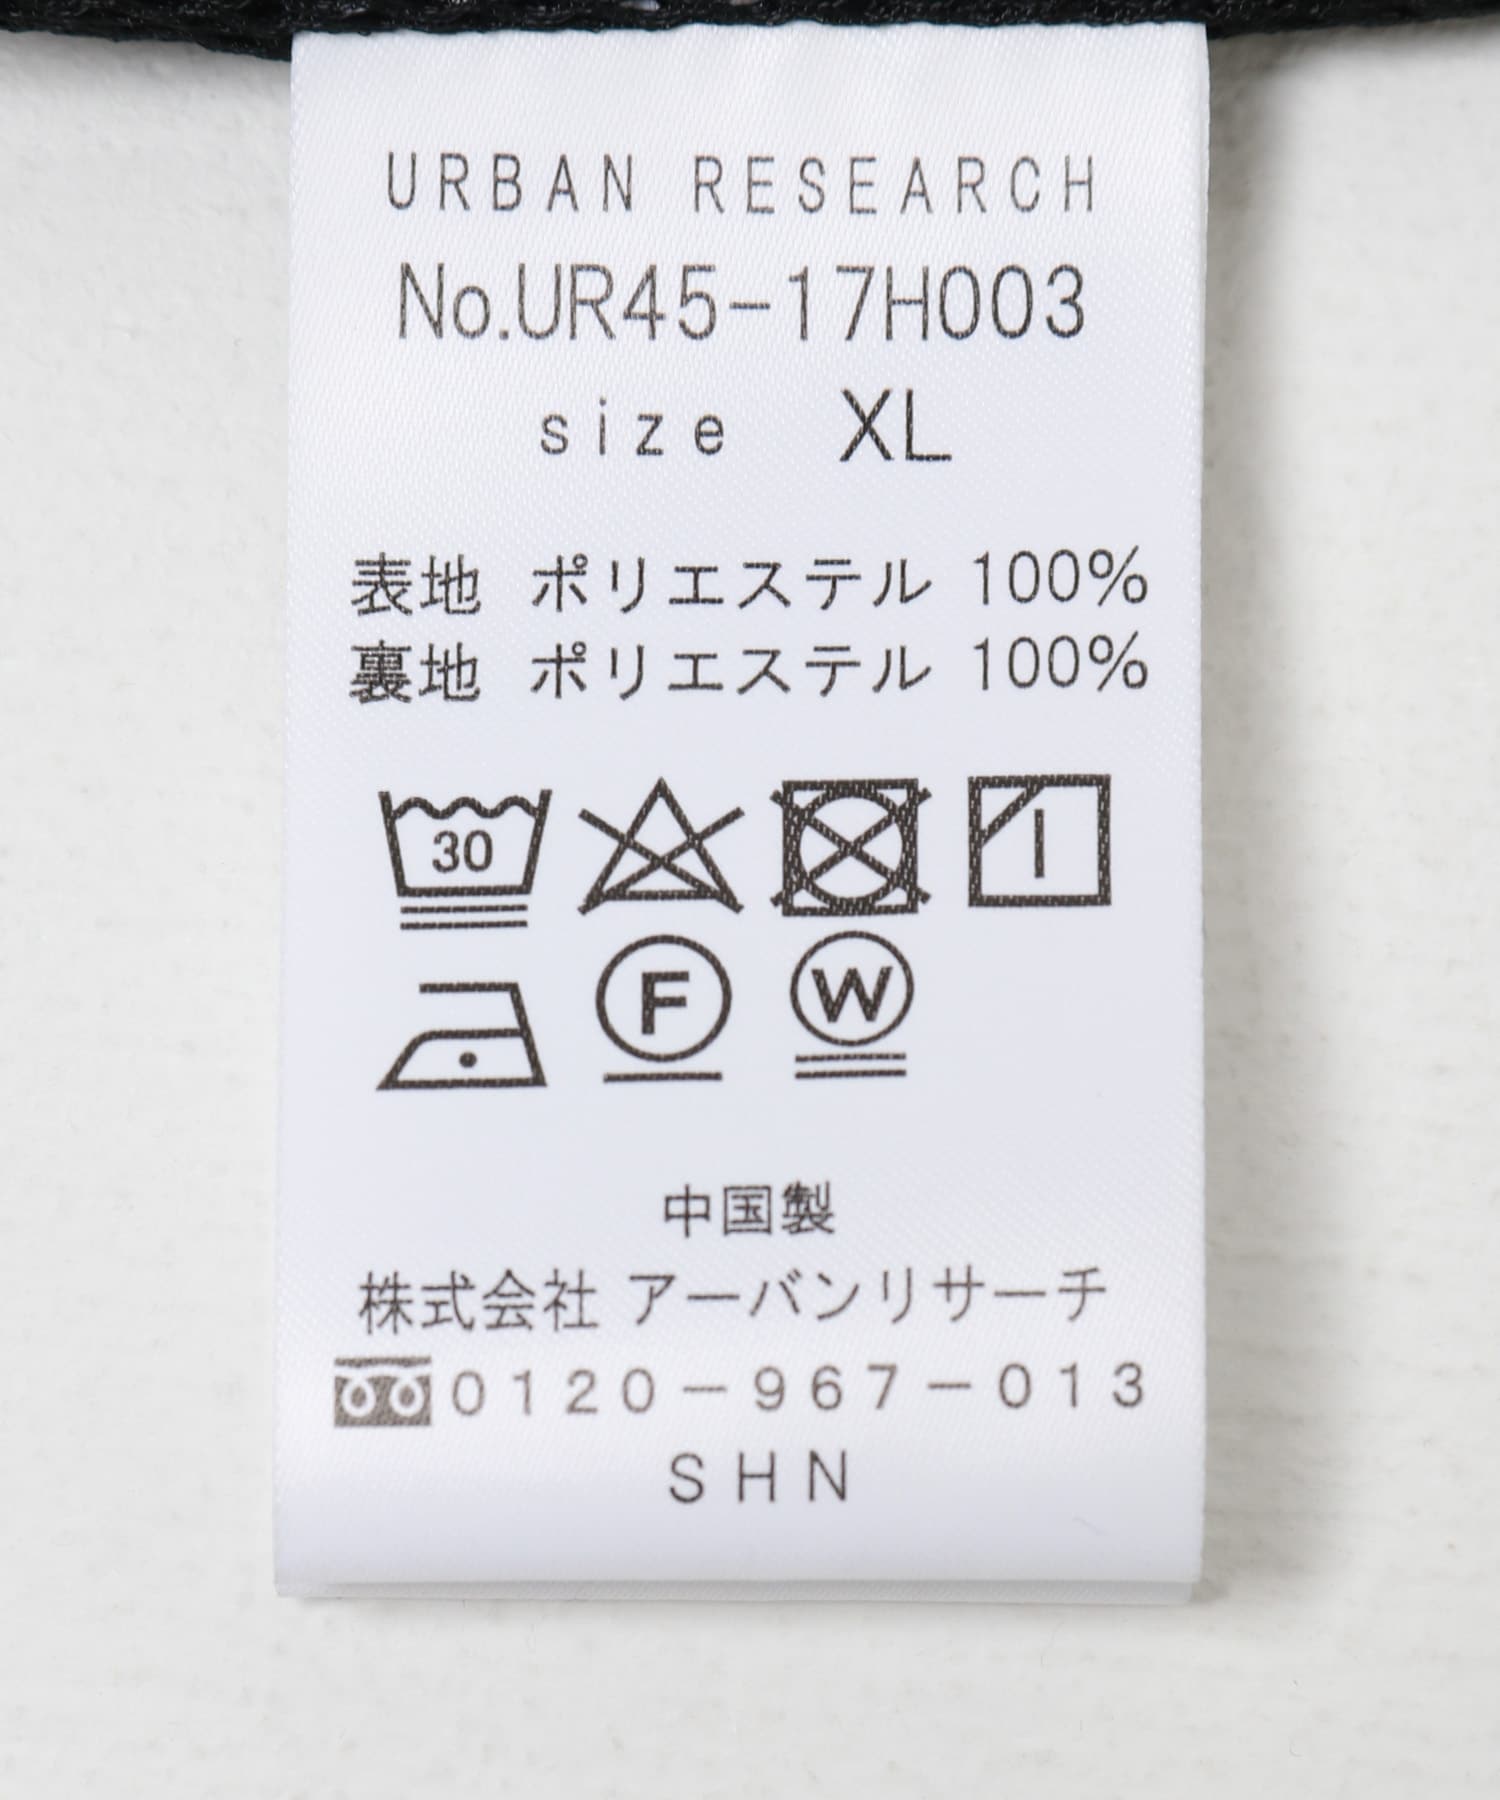 URBAN RESEARCH
No.UR45-17H003
size XL
表地 ポリエステル 100%
裏地 ポリエステル 100%
30
F W
中国製
株式会社 アーバンリサーチ
0120-967-013
SHN